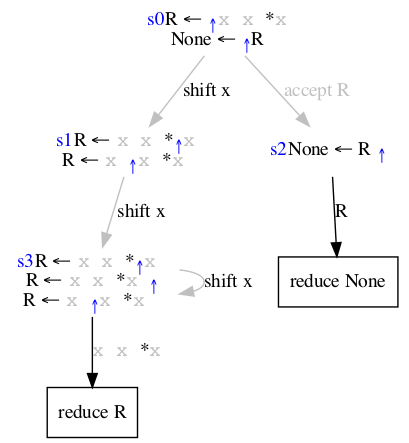 s0R ← ↑x x *x
None ← ↑R
shift x
accept R
s1R ← x x *↑x
R ← ↑x *x
s2None ← R ↑
shift x
R
s3R ← x x *↑x
R ← x x *x ↑
R ← ↑x *x
shift x
reduce None
x x *x
reduce R